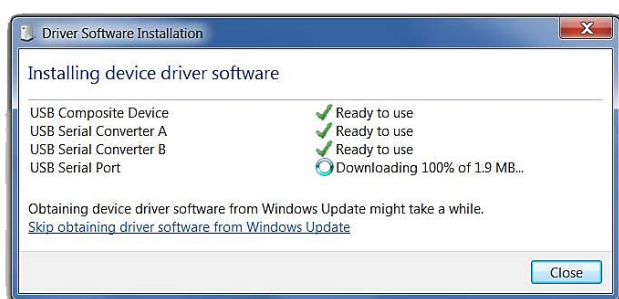 Driver Software Installation
Installing device driver software
USB Composite Device Ready to use
USB Serial Converter A Ready to use
USB Serial Converter B Ready to use
USB Serial Port Downloading 100% of 1.9 MB...
Obtaining device driver software from Windows Update might take a while.
Skip obtaining driver software from Windows Update
Close